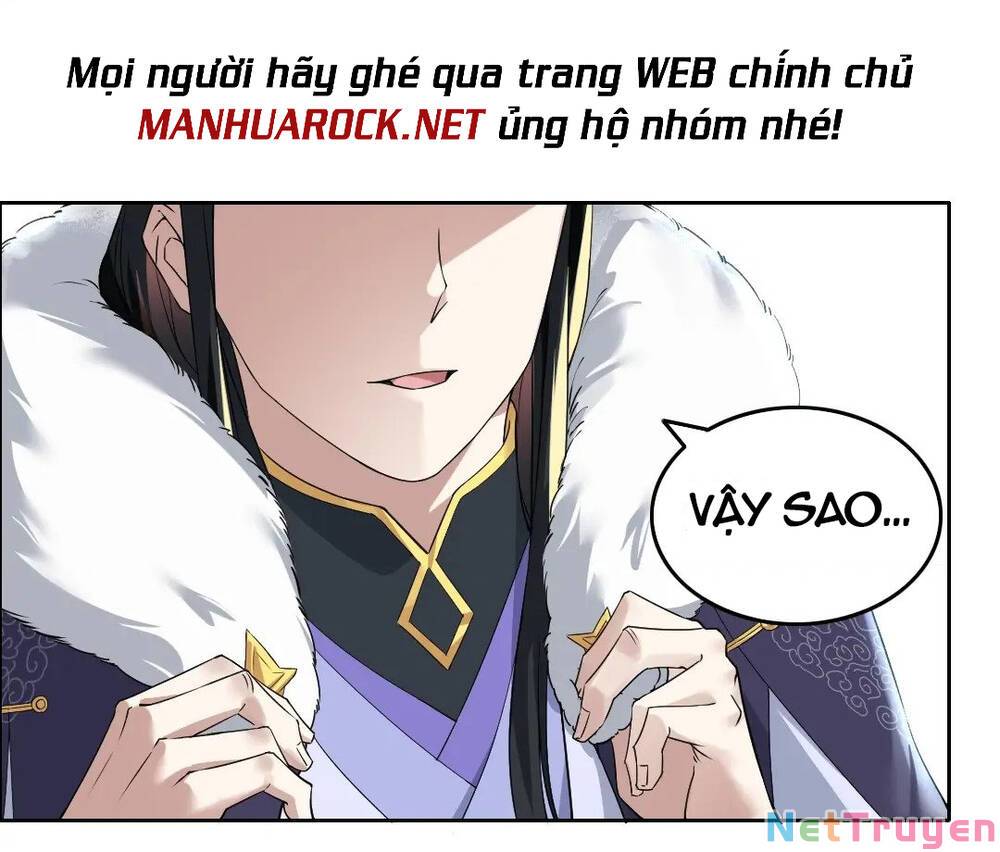 Mọi người hãy ghé qua trang WEB chính chủ
MANHUAROCK.NET ủng hộ nhóm nhé!
VẬY SAO...
NetTruyen